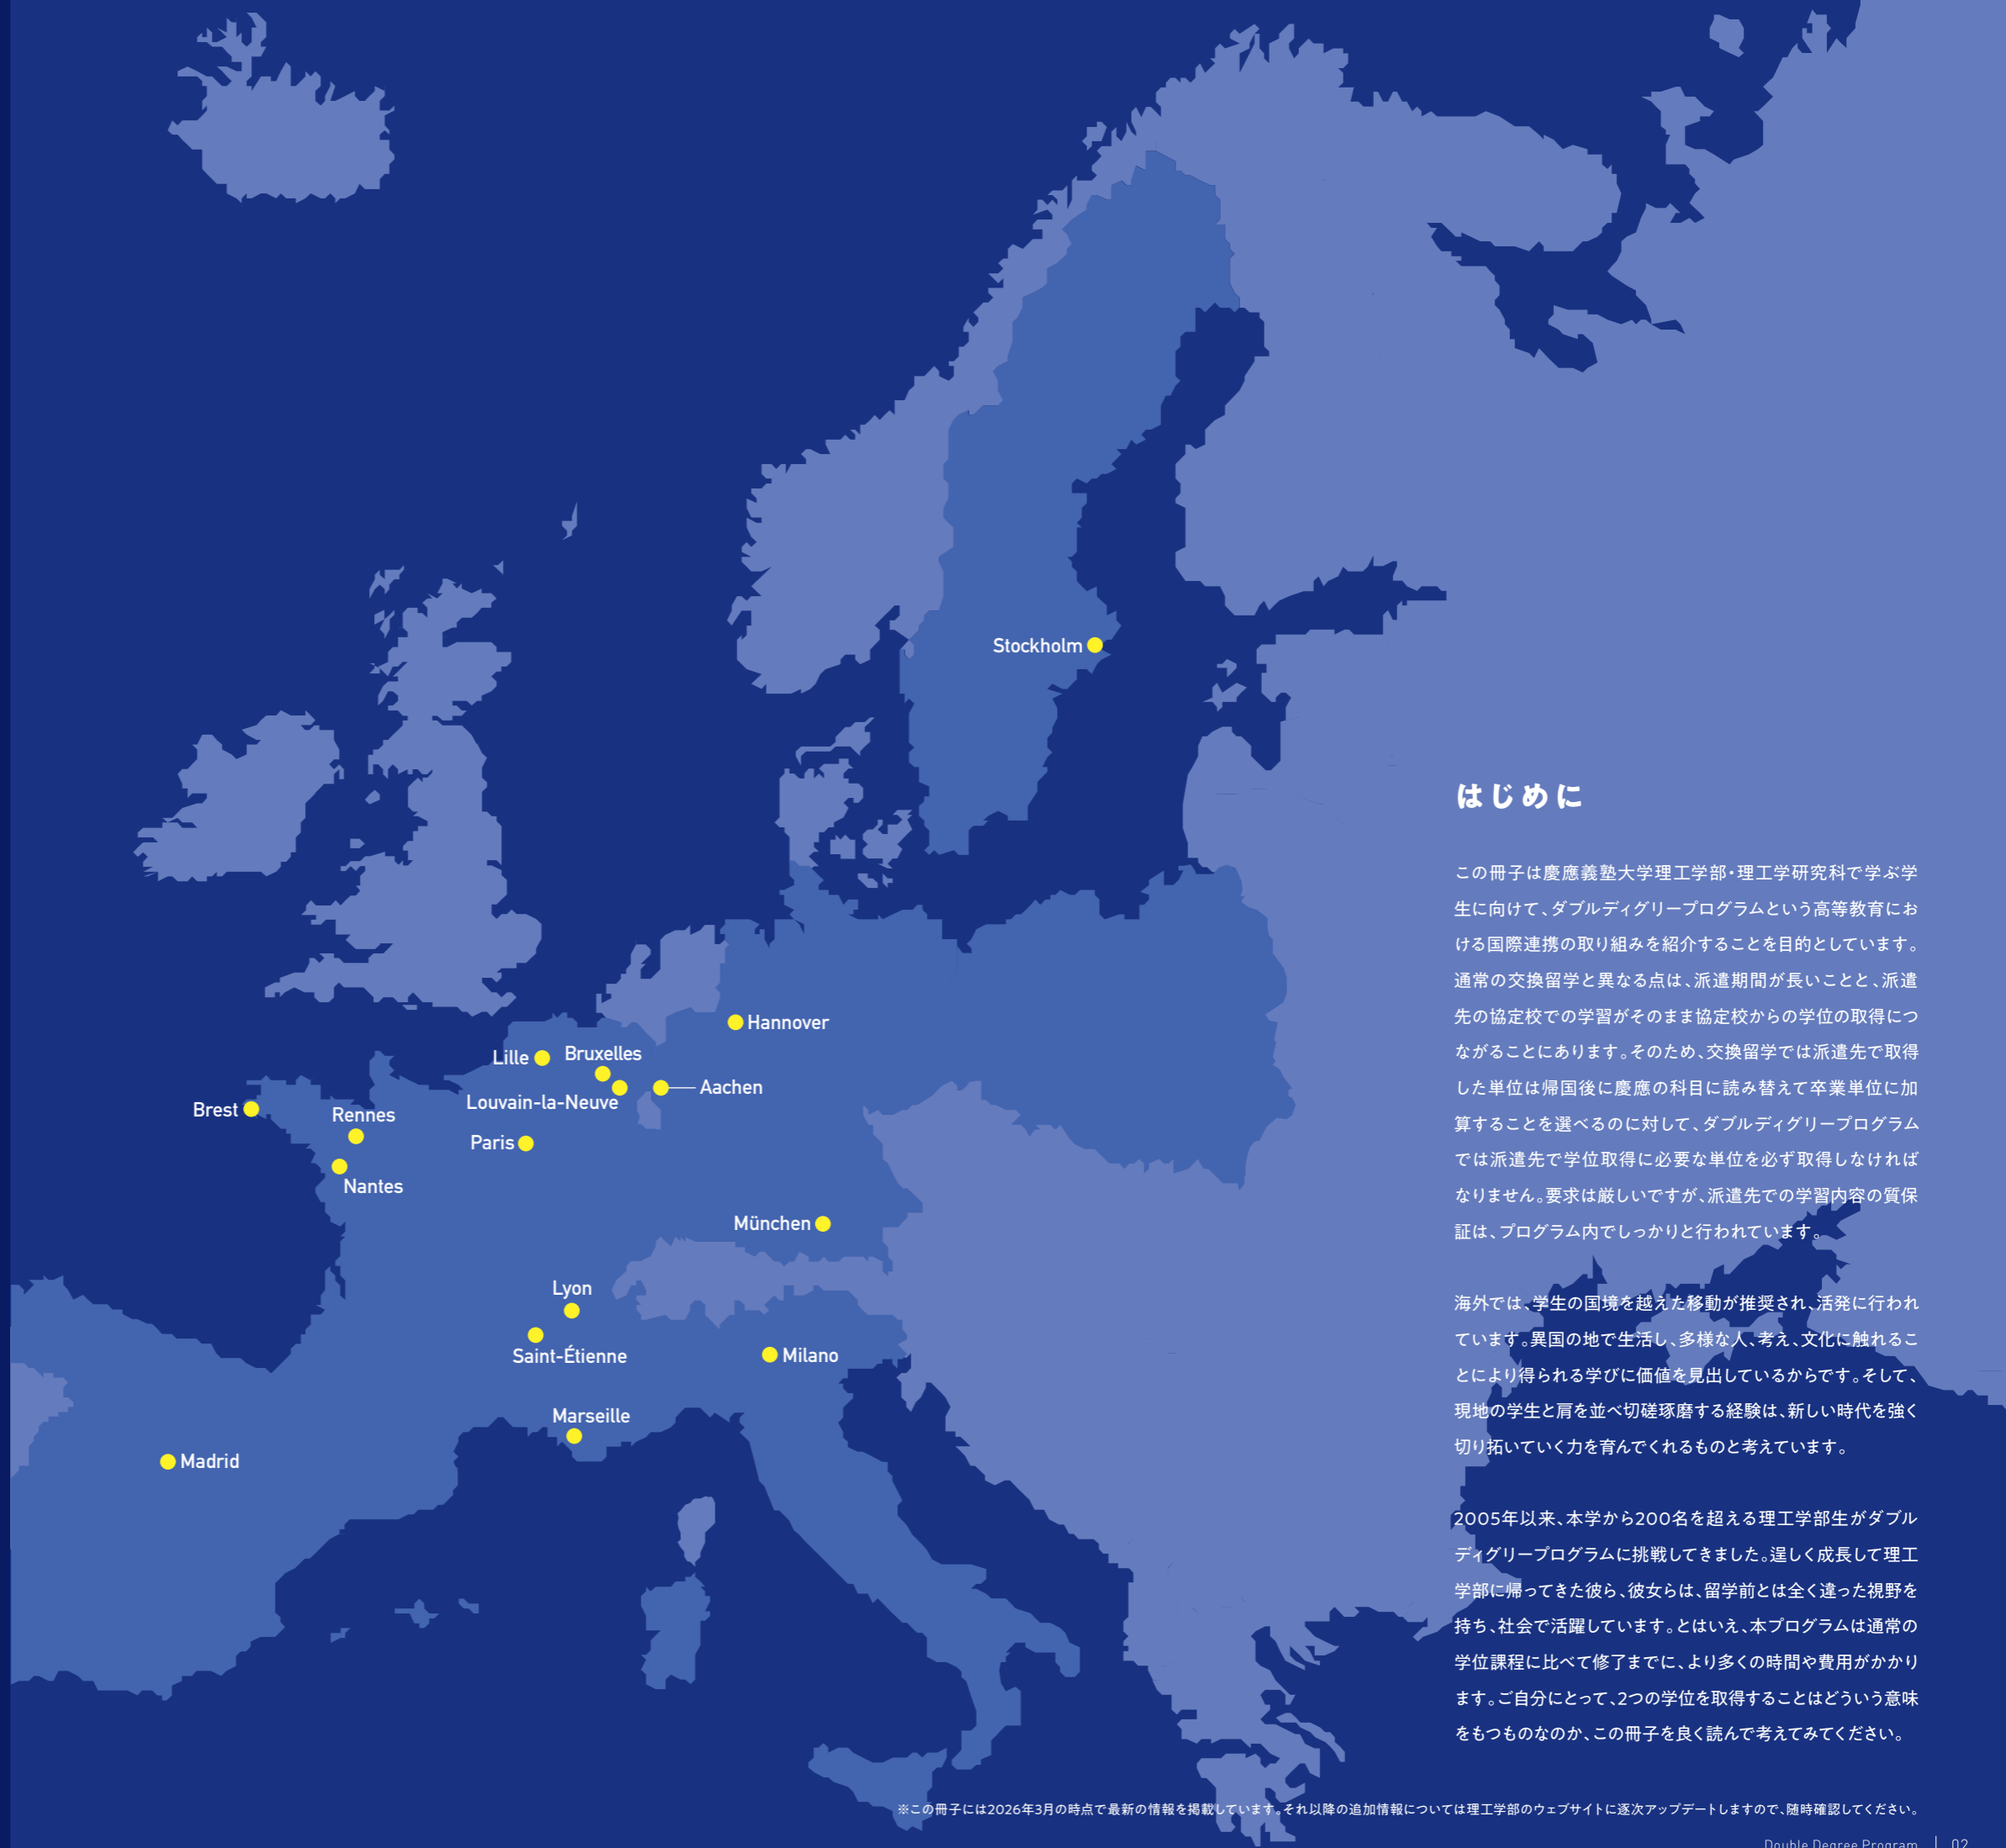 Stockholm
Hannover
Lille
Bruxelles
Aachen
Louvain-la-Neuve
Brest
Rennes
Paris
Nantes
München
Lyon
Saint-Étienne
Milano
Marseille
Madrid
はじめに
この冊子は慶應義塾大学理工学部・理工学研究科で学ぶ学
生に向けて、ダブルディグリープログラムという高等教育にお
ける国際連携の取り組みを紹介することを目的としています。
通常の交換留学と異なる点は、派遣期間が長いことと、派遣
先の協定校での学習がそのまま協定校からの学位の取得につ
ながることにあります。そのため、交換留学では派遣先で取得
した単位は帰国後に慶應の科目に読み替えて卒業単位に加
算することを選べるのに対して、ダブルディグリープログラム
では派遣先で学位取得に必要な単位を必ず取得しなければ
なりません。要求は厳しいですが、派遣先での学習内容の質保
証は、プログラム内でしっかりと行われています。
海外では、学生の国境を越えた移動が推奨され、活発に行われ
ています。異国の地で生活し、多様な人、考え、文化に触れるこ
とにより得られる学びに価値を見出しているからです。そして、
現地の学生と肩を並べ切磋琢磨する経験は、新しい時代を強く
切り拓いていく力を育んでくれるものと考えています。
2005年以来、本学から200名を超える理工学部生がダブル
ディグリープログラムに挑戦してきました。逞しく成長して理工
学部に帰ってきた彼ら、彼女らは、留学前とは全く違った視野を
持ち、社会で活躍しています。とはいえ、本プログラムは通常の
学位課程に比べて修了までに、より多くの時間や費用がかかり
ます。ご自分にとって、2つの学位を取得することはどういう意味
をもつものなのか、この冊子を良く読んで考えてみてください。
※この冊子には2026年3月の時点で最新の情報を掲載しています。それ以降の追加情報については理工学部のウェブサイトに逐次アップデートしますので、随時確認してください。
Double Degree Program | 02